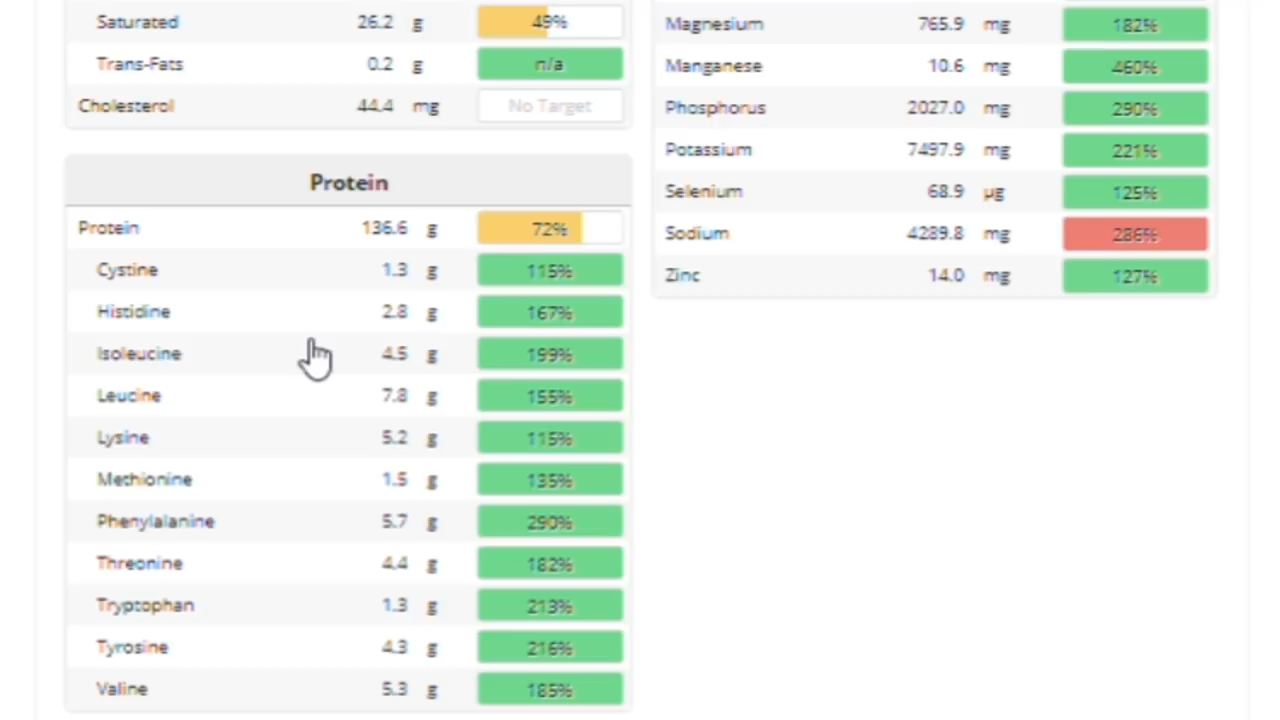 Saturated 26.2 g 49%
Trans-Fats 0.2 g n/a
Cholesterol 44.4 mg No Target
Protein
Protein 136.6 g 72%
Cystine 1.3 g 115%
Histidine 2.8 g 167%
Isoleucine 4.5 g 199%
Leucine 7.8 g 155%
Lysine 5.2 g 115%
Methionine 1.5 g 135%
Phenylalanine 5.7 g 290%
Threonine 4.4 g 182%
Tryptophan 1.3 g 213%
Tyrosine 4.3 g 216%
Valine 5.3 g 185%
Magnesium 765.9 mg 182%
Manganese 10.6 mg 460%
Phosphorus 2027.0 mg 290%
Potassium 7497.9 mg 221%
Selenium 68.9 µg 125%
Sodium 4289.8 mg 286%
Zinc 14.0 mg 127%